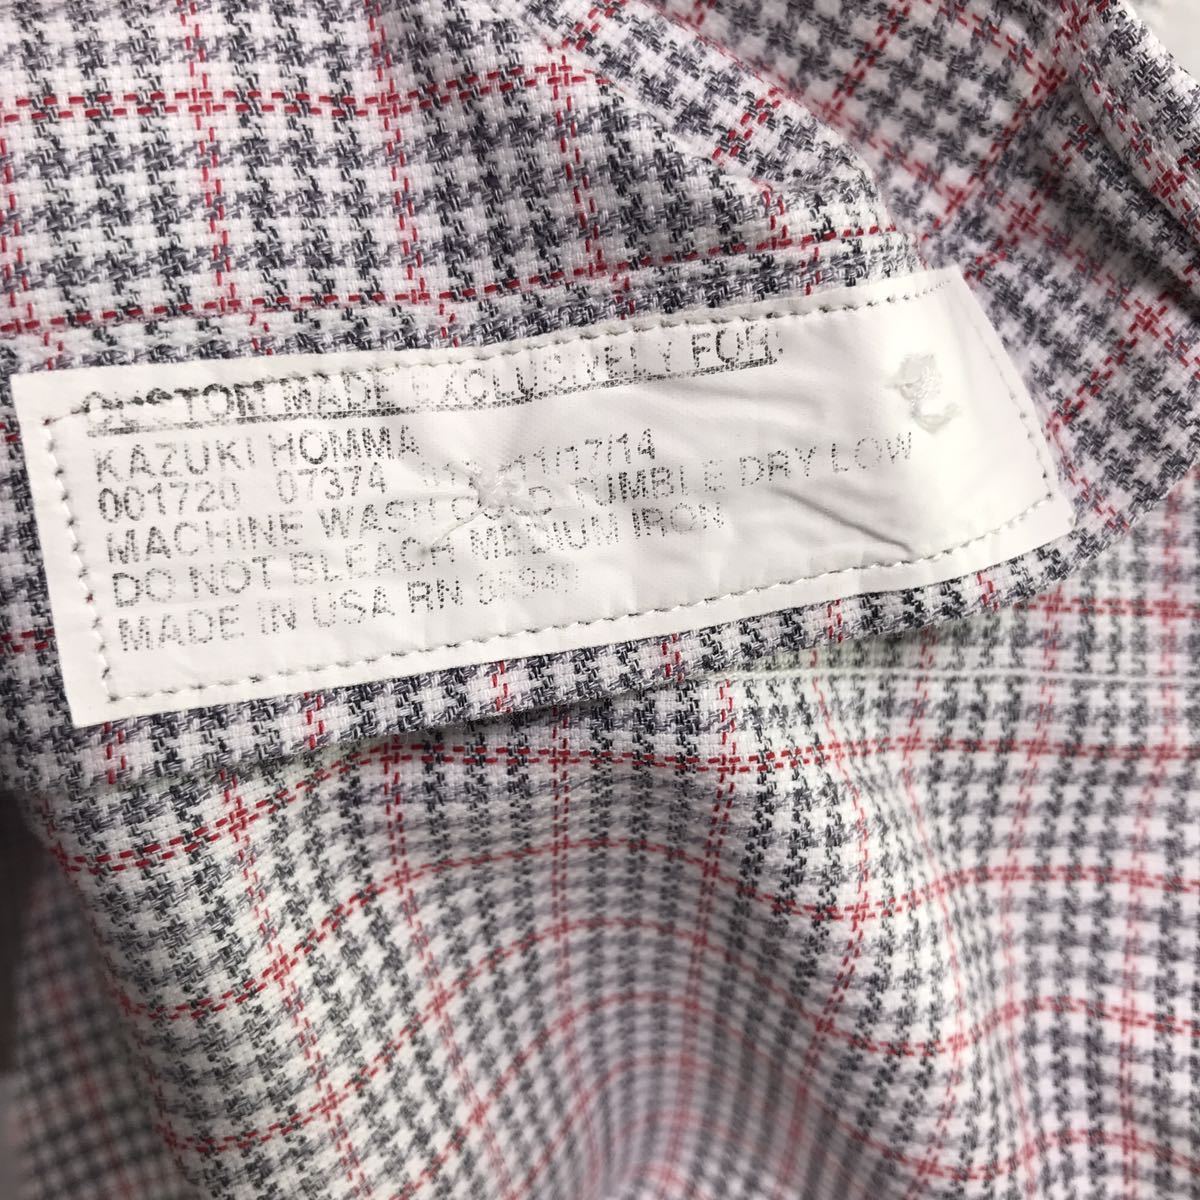 CUSTOM MADE EXCLUSIVELY FOR:
KAZUKI HOMMA
001720 07374 11/17/14
MACHINE WASH COLD TUMBLE DRY LOW
DO NOT BLEACH MEDIUM IRON
MADE IN USA RN